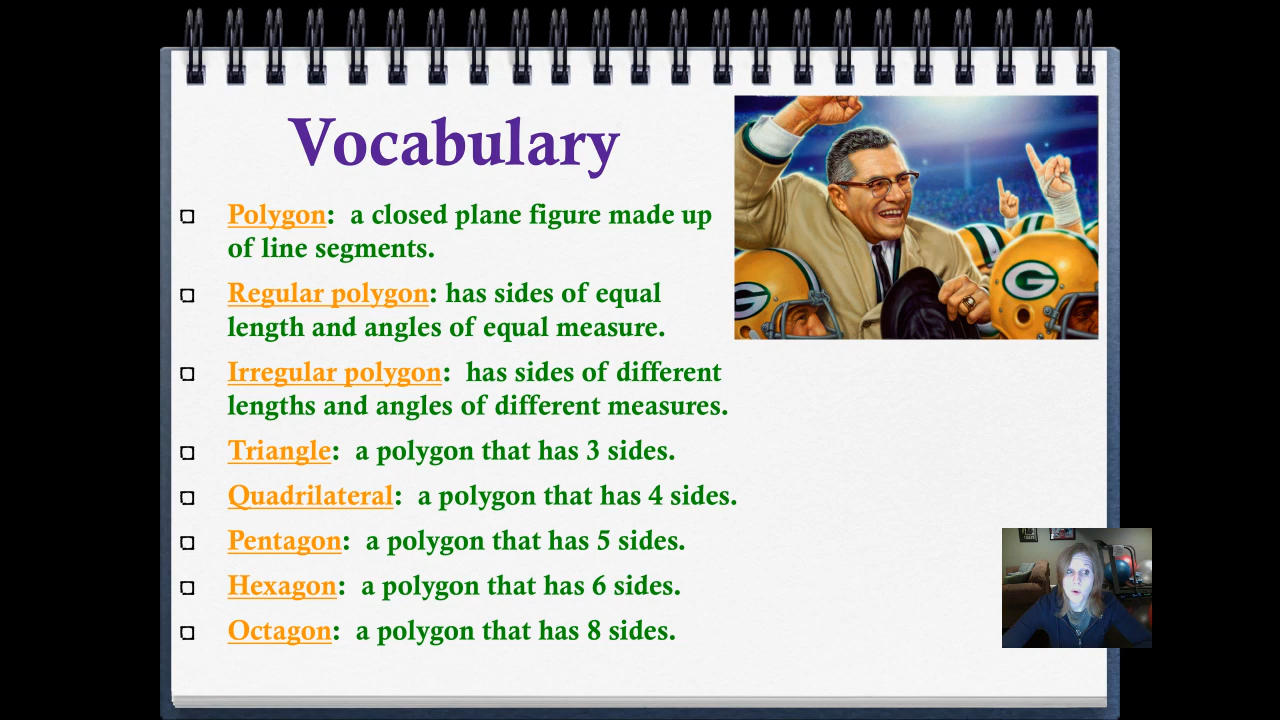 Vocabulary
Polygon: a closed plane figure made up
of line segments.
Regular polygon: has sides of equal
length and angles of equal measure.
Irregular polygon: has sides of different
lengths and angles of different measures.
Triangle: a polygon that has 3 sides.
Quadrilateral: a polygon that has 4 sides.
Pentagon: a polygon that has 5 sides.
Hexagon: a polygon that has 6 sides.
Octagon: a polygon that has 8 sides.
G
G